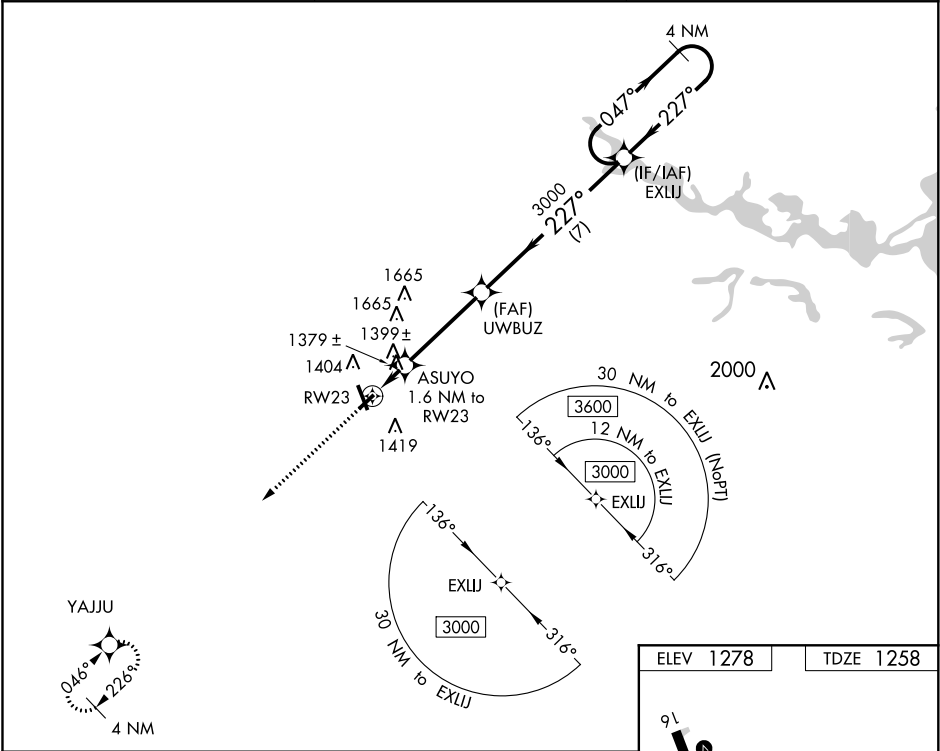 4 NM
047°
227°
(IF/IAF)
EXLIJ
3000
227°
(7)
(FAF)
UWBUZ
1665
1665
1379 ±
1399 ±
1404
ASUYO
1.6 NM to
RW23
RW23
1419
2000
30 NM to EXLIJ (NoPT)
3600
136°
12 NM to EXLIJ
3000
EXLIJ
316°
136°
EXLIJ
3000
316°
30 NM to EXLIJ
YAJJU
046°
226°
4 NM
ELEV 1278
TDZE 1258
16